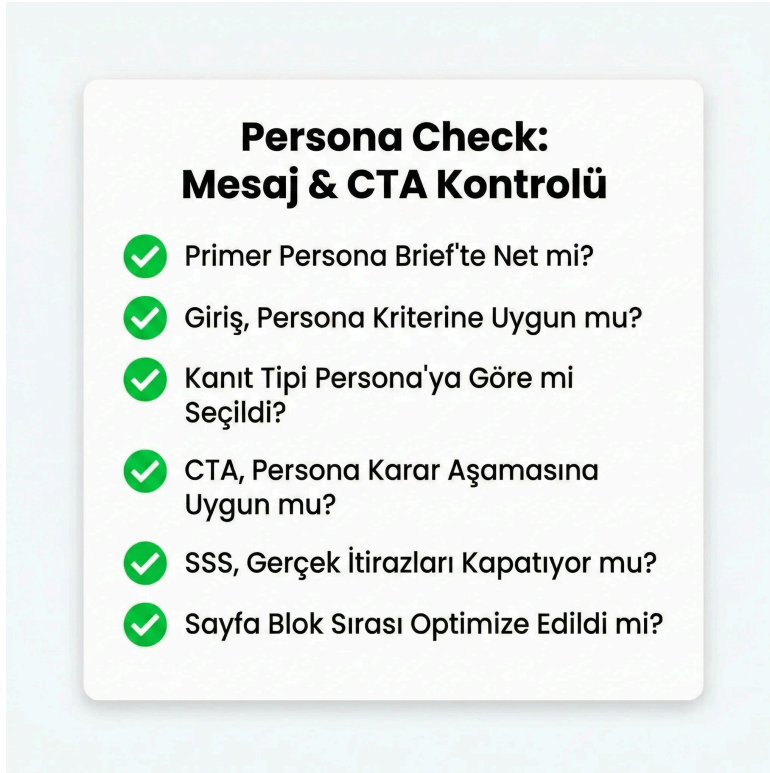 Persona Check:
Mesaj & CTA Kontrolü
Primer Persona Brief'te Net mi?
Giriş, Persona Kriterine Uygun mu?
Kanıt Tipi Persona'ya Göre mi
Seçildi?
CTA, Persona Karar Aşamasına
Uygun mu?
SSS, Gerçek İtirazları Kapatıyor mu?
Sayfa Blok Sırası Optimize Edildi mi?